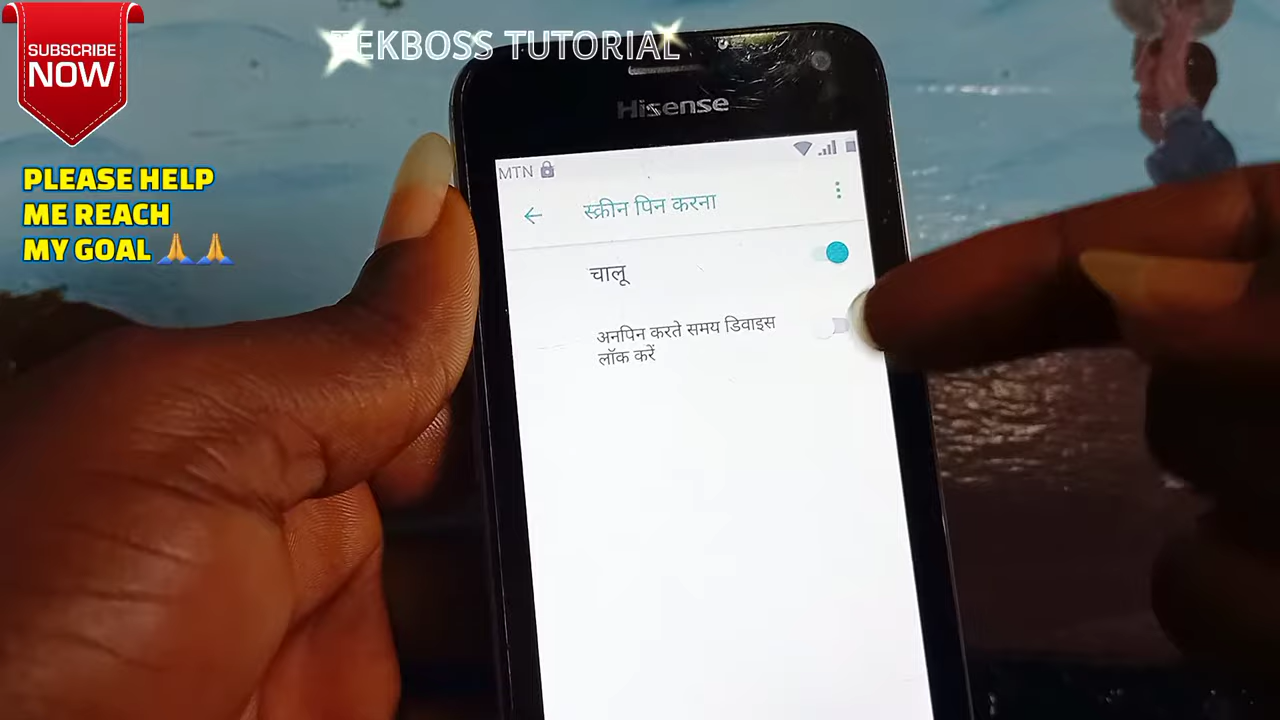 SUBSCRIBE
NOW
PLEASE HELP
ME REACH
MY GOAL 🙏🙏
TEKBOSS TUTORIAL
Hisense
MTN
स्क्रीन पिन करना
चालू
अनपिन करते समय डिवाइस
लॉक करें